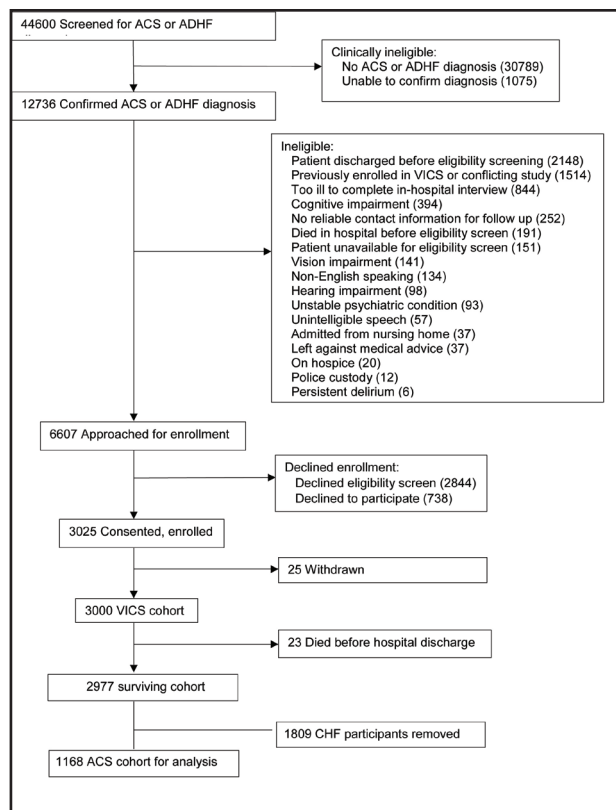 44600 Screened for ACS or ADHF
Clinically ineligible:
No ACS or ADHF diagnosis (30789)
Unable to confirm diagnosis (1075)
12736 Confirmed ACS or ADHF diagnosis
Ineligible:
Patient discharged before eligibility screening (2148)
Previously enrolled in VICS or conflicting study (1514)
Too ill to complete in-hospital interview (844)
Cognitive impairment (394)
No reliable contact information for follow up (252)
Died in hospital before eligibility screen (191)
Patient unavailable for eligibility screen (151)
Vision impairment (141)
Non-English speaking (134)
Hearing impairment (98)
Unstable psychiatric condition (93)
Unintelligible speech (57)
Admitted from nursing home (37)
Left against medical advice (37)
On hospice (20)
Police custody (12)
Persistent delirium (6)
6607 Approached for enrollment
Declined enrollment:
Declined eligibility screen (2844)
Declined to participate (738)
3025 Consented, enrolled
25 Withdrawn
3000 VICS cohort
23 Died before hospital discharge
2977 surviving cohort
1809 CHF participants removed
1168 ACS cohort for analysis